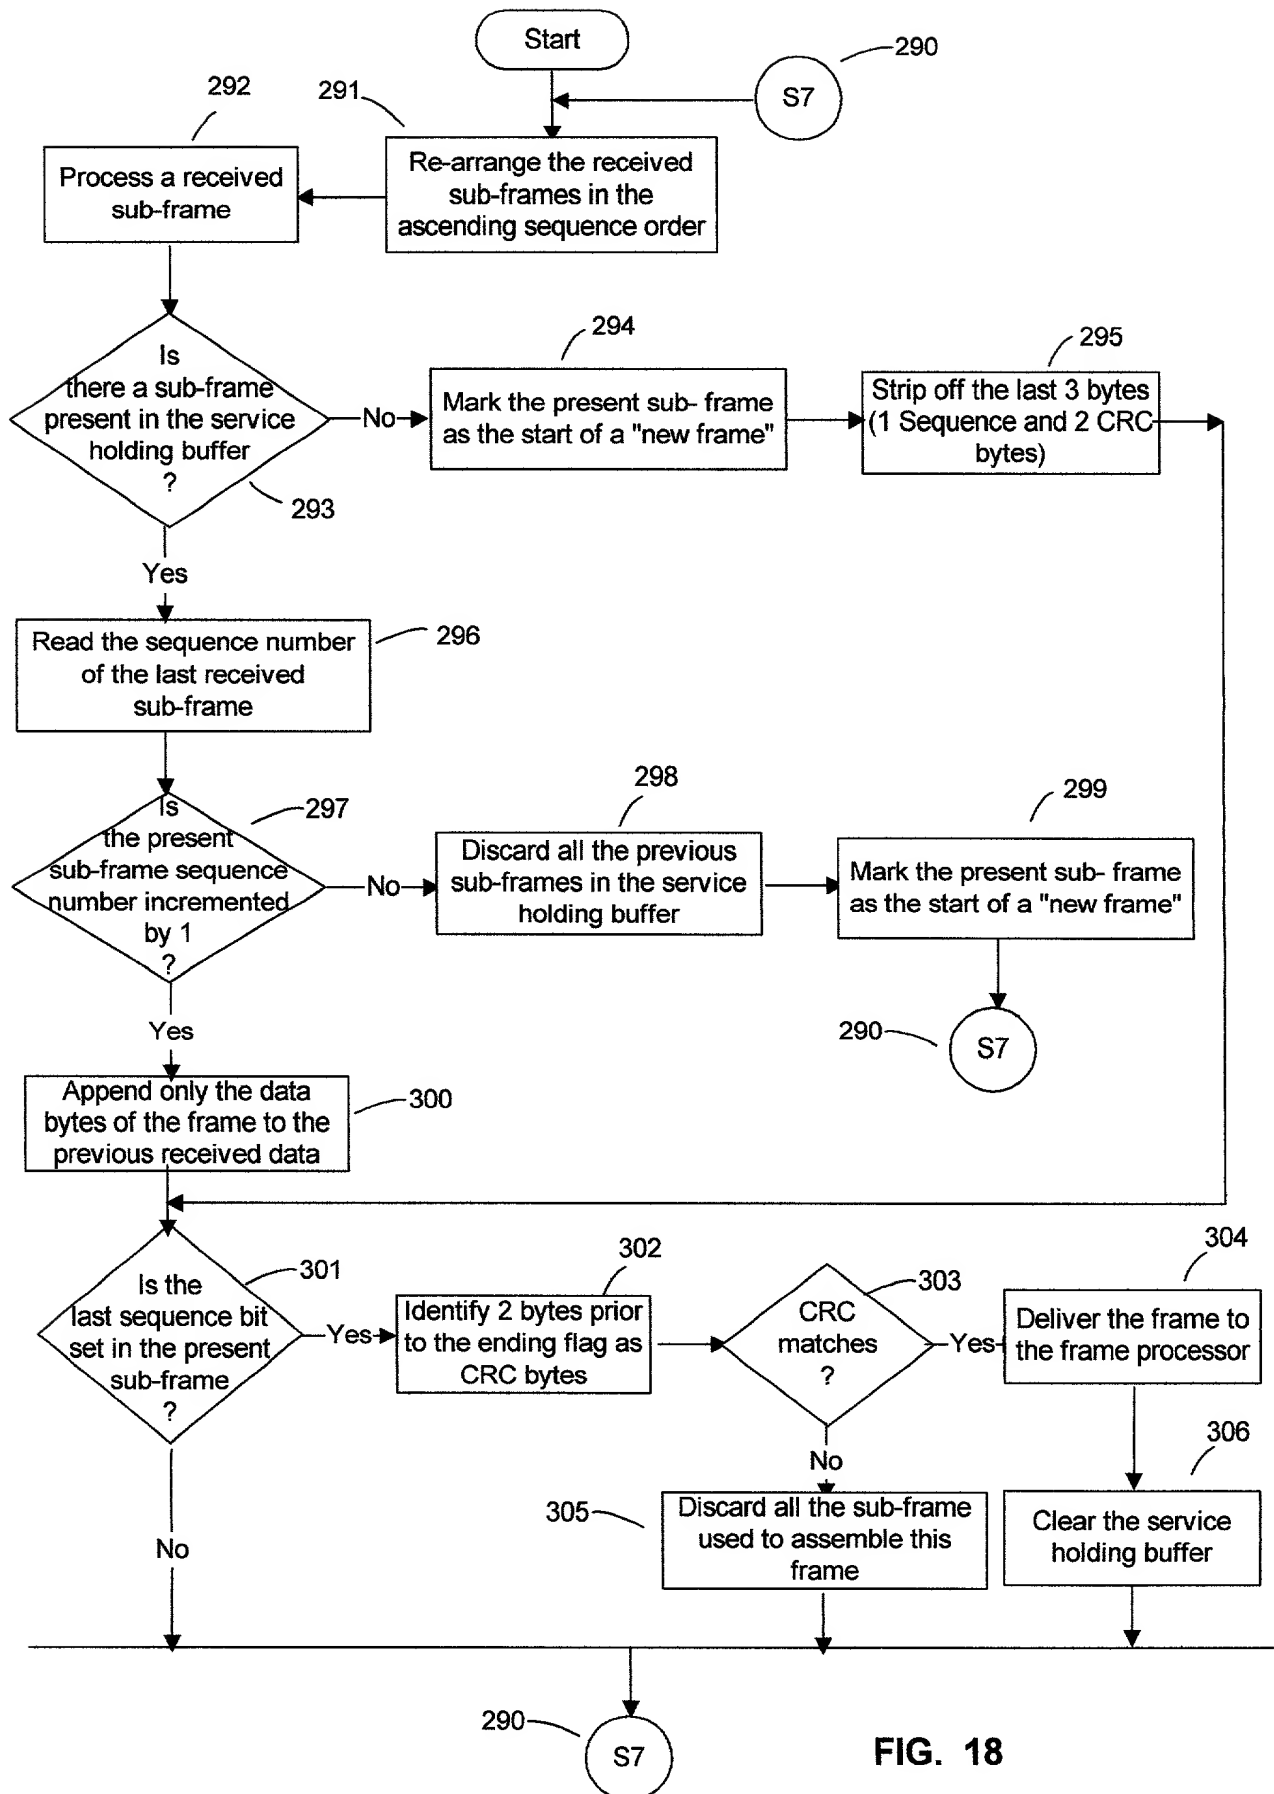 Start
290
S7
292
291
Process a received
sub-frame
Re-arrange the received
sub-frames in the
ascending sequence order
Is
there a sub-frame
present in the service
holding buffer
?
293
No
294
Mark the present sub- frame
as the start of a "new frame"
295
Strip off the last 3 bytes
(1 Sequence and 2 CRC
bytes)
Yes
Read the sequence number
of the last received
sub-frame
296
Is
the present
sub-frame sequence
number incremented
by 1
?
297
No
298
Discard all the previous
sub-frames in the service
holding buffer
299
Mark the present sub- frame
as the start of a "new frame"
290
S7
Yes
Append only the data
bytes of the frame to the
previous received data
300
Is the
last sequence bit
set in the present
sub-frame
?
301
Yes
302
Identify 2 bytes prior
to the ending flag as
CRC bytes
CRC
matches
?
303
Yes
304
Deliver the frame to
the frame processor
No
No
305
Discard all the sub-frame
used to assemble this
frame
306
Clear the service
holding buffer
290
S7
FIG. 18